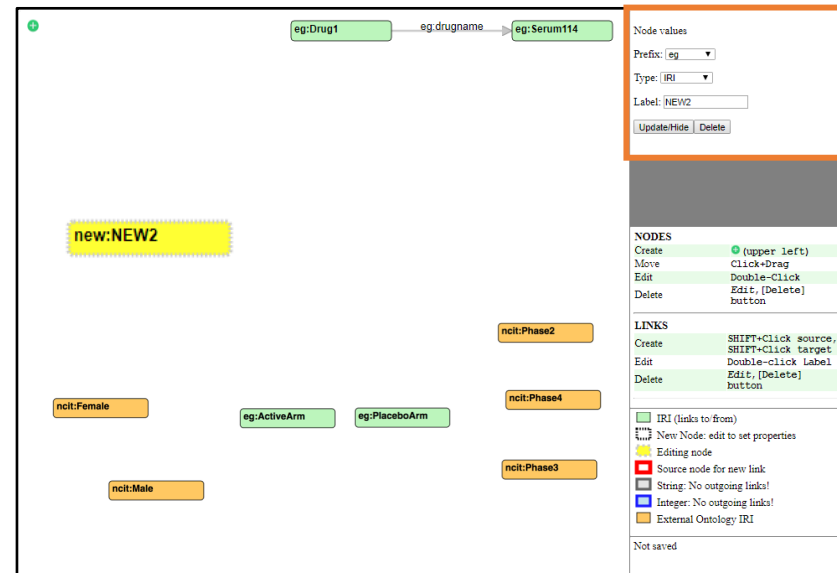 eg:Drug1
eg:drugname
eg:Serum114
new:NEW2
ncit:Phase2
ncit:Phase4
ncit:Female
eg:ActiveArm
eg:PlaceboArm
ncit:Phase3
ncit:Male
Node values
Prefix: eg
Type: IRI
Label: NEW2
Update/Hide Delete
NODES
Create (upper left)
Move Click+Drag
Edit Double-Click
Delete Edit,[Delete]
button
LINKS
Create SHIFT+Click source,
SHIFT+Click target
Edit Double-click Label
Delete Edit,[Delete]
button
IRI (links to/from)
New Node: edit to set properties
Editing node
Source node for new link
String: No outgoing links!
Integer: No outgoing links!
External Ontology IRI
Not saved